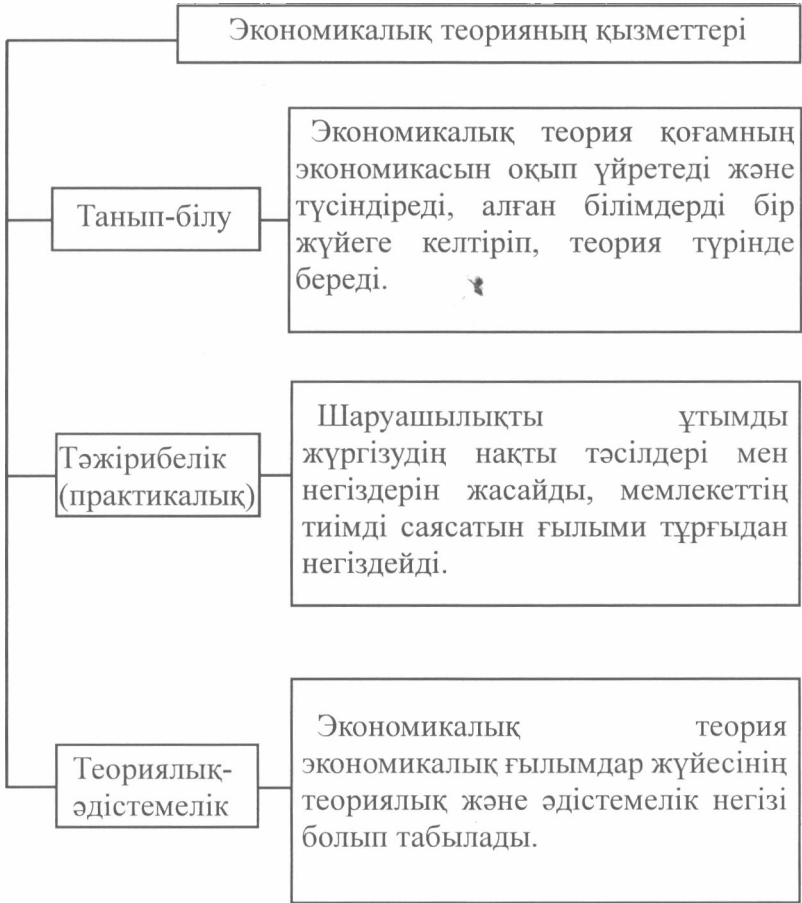 Экономикалық теорияның қызметтері
Экономикалық теория қоғамның
экономикасын оқып үйретеді және
түсіндіреді, алған білімдерді бір
жүйеге келтіріп, теория түрінде
береді.
Танып-білу
Шаруашылықты ұтымды
жүргізудің нақты тәсілдері мен
негіздерін жасайды, мемлекеттің
тиімді саясатын ғылыми тұрғыдан
негіздейді.
Тәжірибелік
(практикалық)
Экономикалық теория
экономикалық ғылымдар жүйесінің
теориялық және әдістемелік негізі
болып табылады.
Теориялық-
әдістемелік